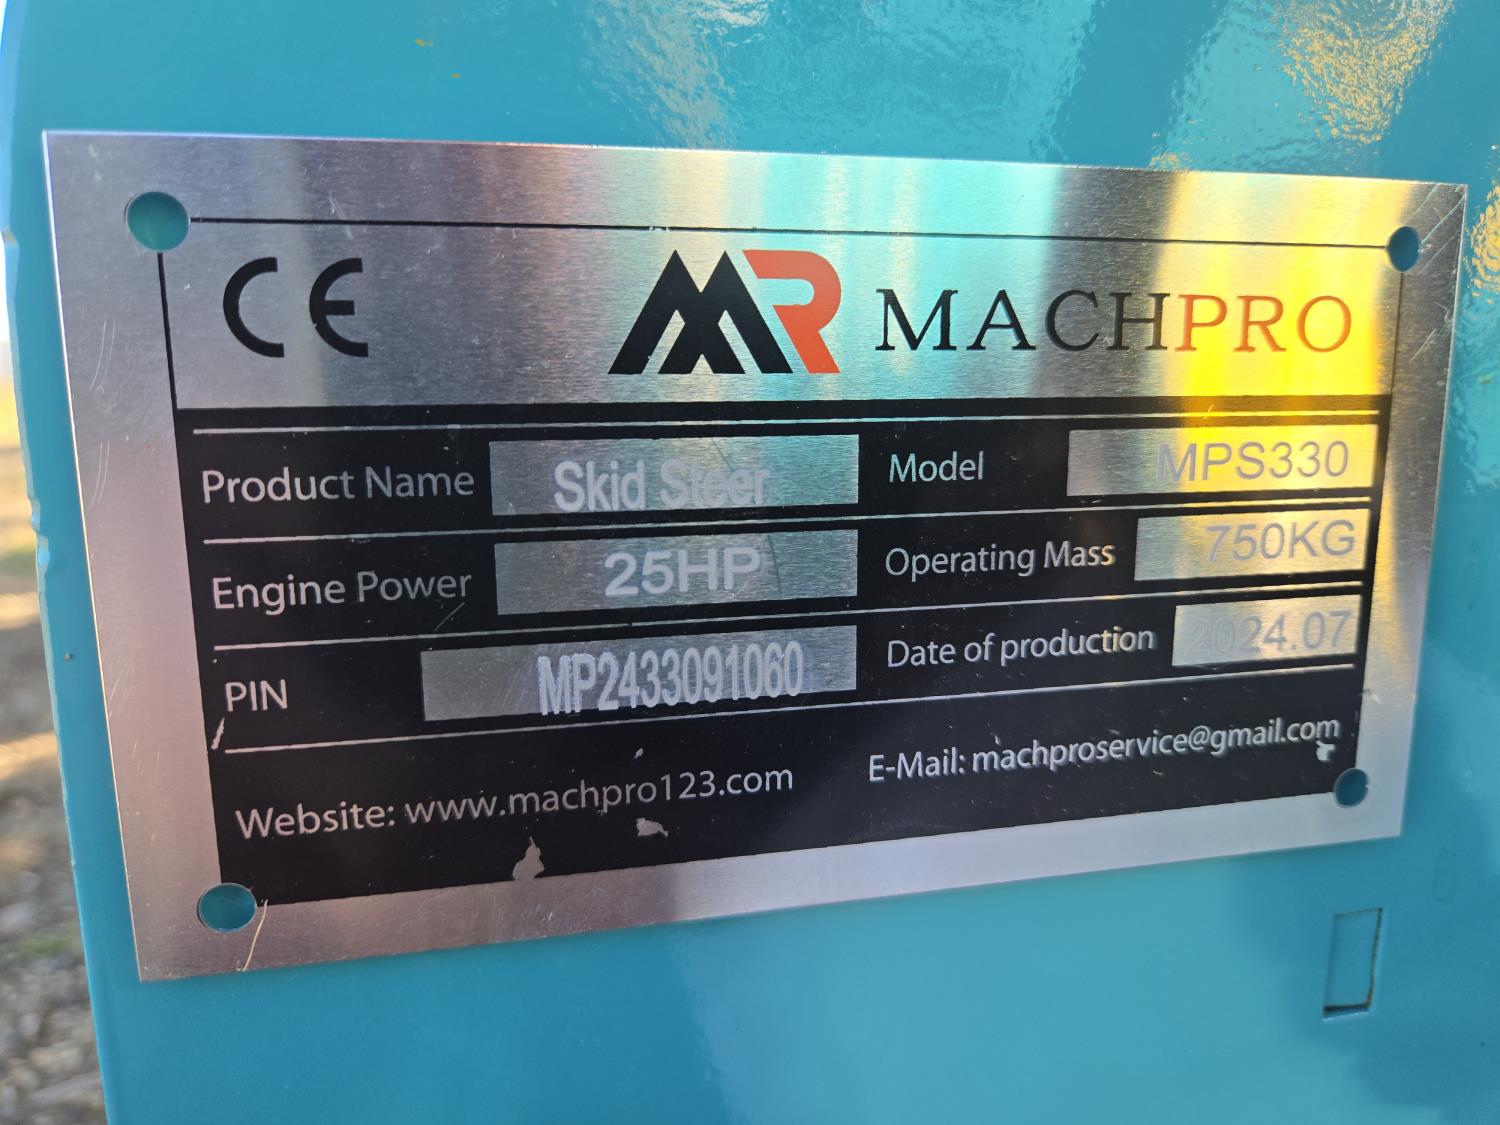 CE MR MACHPRO
Product Name Skid Steer Model MPS330
Engine Power 25HP Operating Mass 750KG
PIN MP2433091060 Date of production 2024.07
Website: www.machpro123.com E-Mail: machproservice@gmail.com